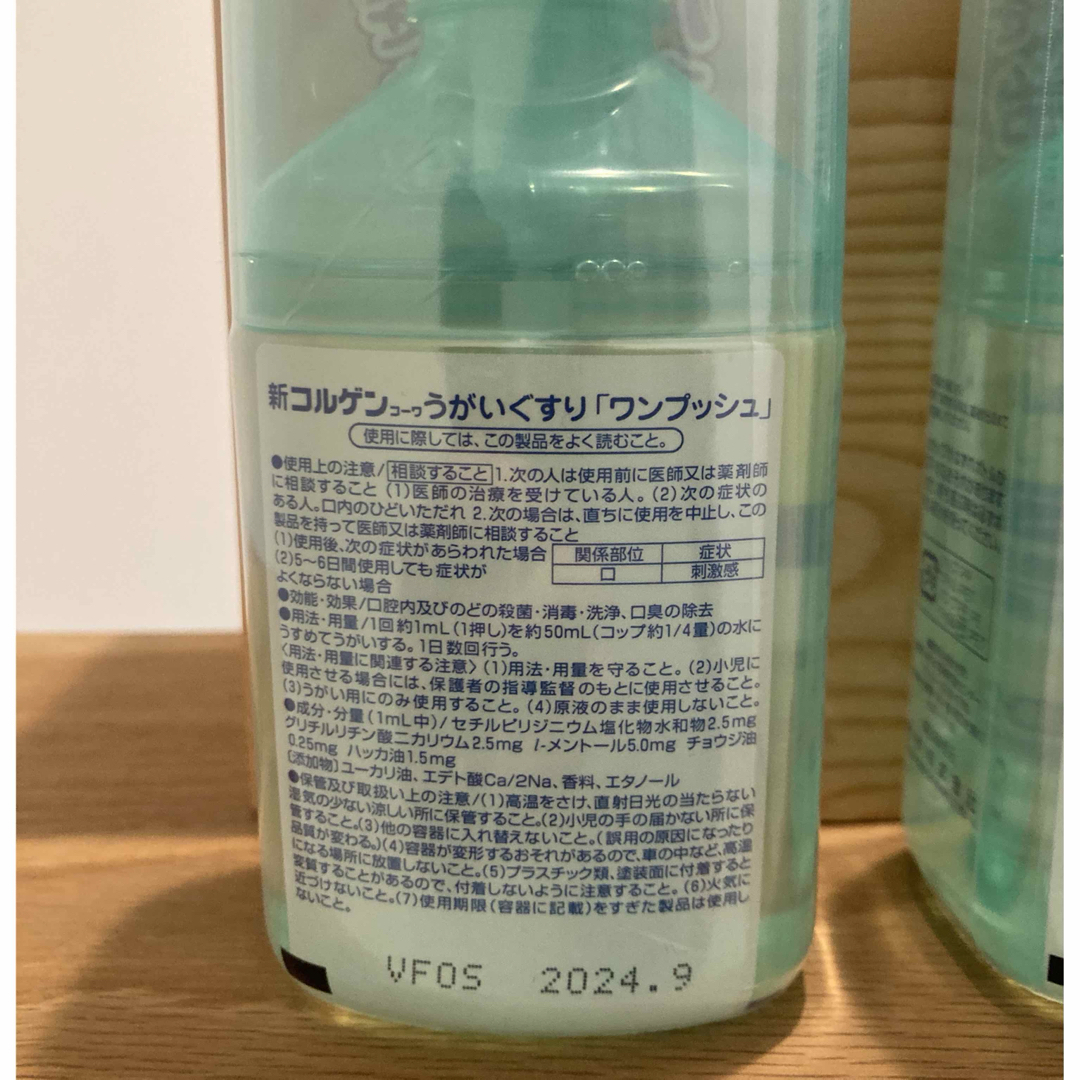 新コルゲンコーワうがいぐすり「ワンプッシュ」
使用に際しては、この製品をよく読むこと。
●使用上の注意/相談すること 1.次の人は使用前に医師又は薬剤師
に相談すること (1)医師の治療を受けている人。(2)次の症状の
ある人。口内のひどいただれ 2.次の場合は、直ちに使用を中止し、この
製品を持って医師又は薬剤師に相談すること
(1)使用後、次の症状があらわれた場合
(2)5〜6日間使用しても症状が
よくならない場合
関係部位 症状
口 刺激感
●効能・効果/口腔内及びのどの殺菌・消毒・洗浄、口臭の除去
●用法・用量/1回約1mL(1押し)を約50mL(コップ約1/4量)の水に
うすめてうがいする。1日数回行う。
〈用法・用量に関連する注意〉(1)用法・用量を守ること。(2)小児に
使用させる場合には、保護者の指導監督のもとに使用させること。
(3)うがい用にのみ使用すること。(4)原液のまま使用しないこと。
●成分・分量(1mL中)/セチルピリジニウム塩化物水和物2.5mg
グリチルリチン酸二カリウム2.5mg l-メントール5.0mg チョウジ油
0.25mg ハッカ油1.5mg
〔添加物〕ユーカリ油、エデト酸Ca/2Na、香料、エタノール
●保管及び取扱い上の注意/(1)高温をさけ、直射日光の当たらない
湿気の少ない涼しい所に保管すること。(2)小児の手の届かない所に保
管すること。(3)他の容器に入れ替えないこと。(誤用の原因になったり
品質が変わる。)(4)容器が変形するおそれがあるので、車の中など、高温
になる場所に放置しないこと。(5)プラスチック類、塗装面に付着すると
変質することがあるので、付着しないように注意すること。(6)火気に
近づけないこと。(7)使用期限(容器に記載)をすぎた製品は使用し
ないこと。
VFOS 2024.9